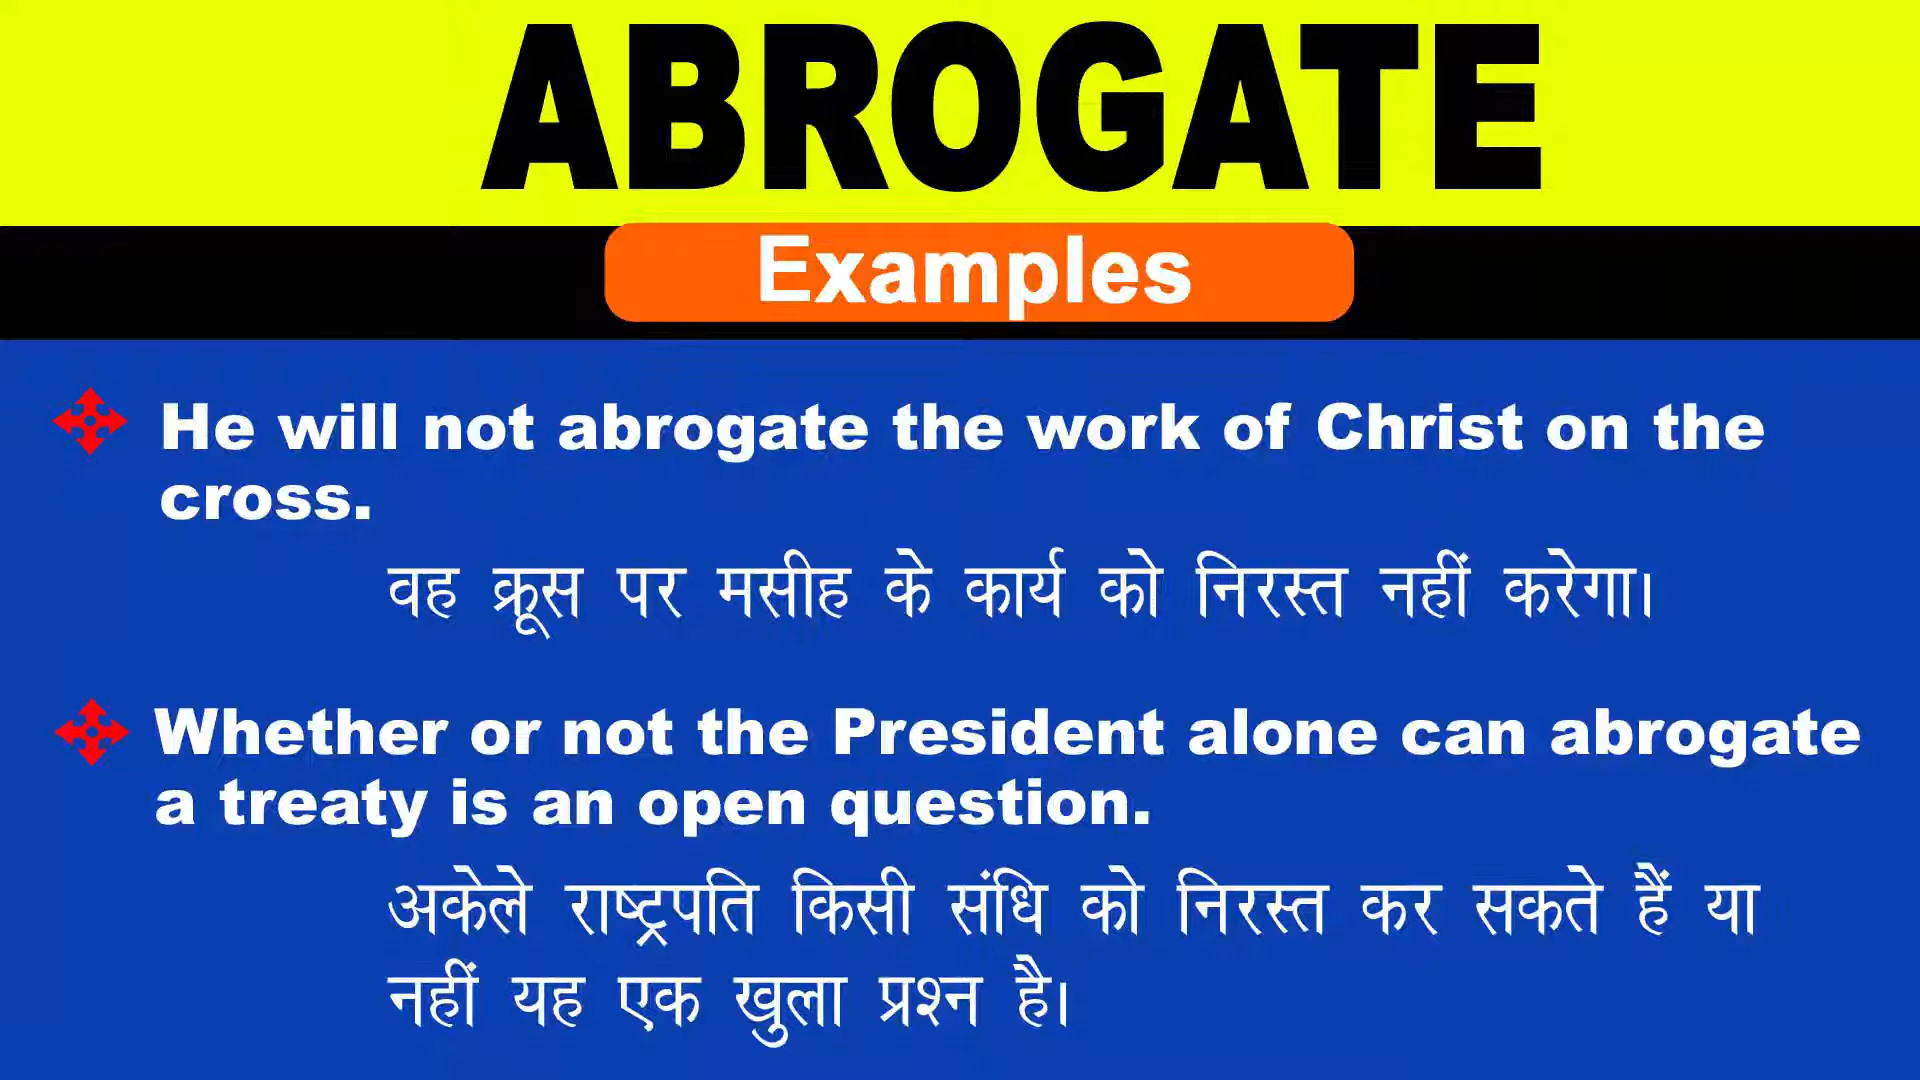 ABROGATE
Examples
He will not abrogate the work of Christ on the
cross.
वह क्रूस पर मसीह के कार्य को निरस्त नहीं करेगा।
Whether or not the President alone can abrogate
a treaty is an open question.
अकेले राष्ट्रपति किसी संधि को निरस्त कर सकते हैं या
नहीं यह एक खुला प्रश्न है।